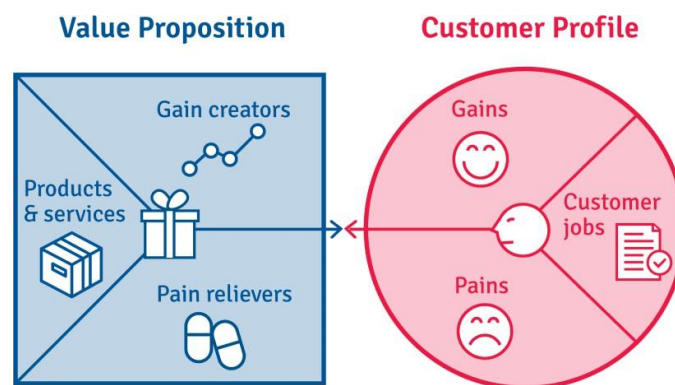 Value Proposition
Customer Profile
Gain creators
Products
& services
Pain relievers
Gains
Customer
jobs
Pains